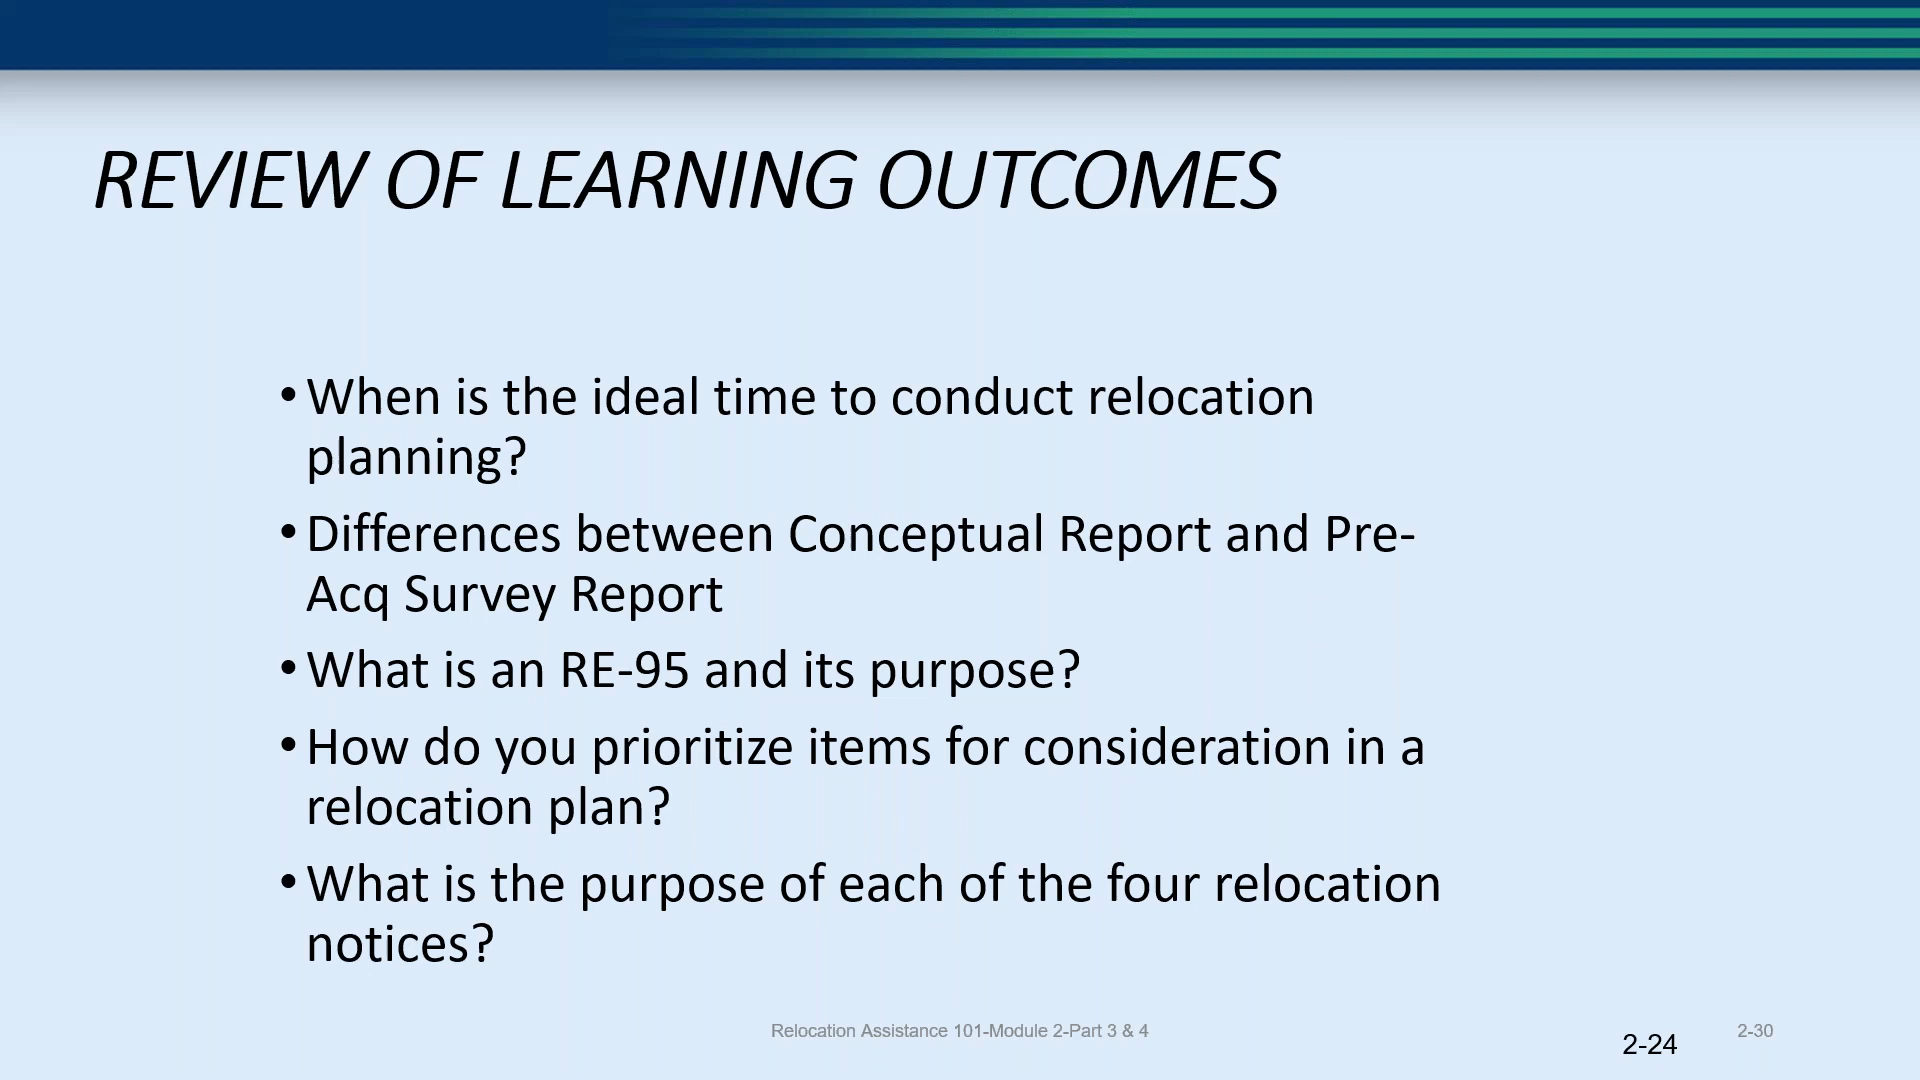 REVIEW OF LEARNING OUTCOMES
• When is the ideal time to conduct relocation
planning?
• Differences between Conceptual Report and Pre-
Acq Survey Report
• What is an RE-95 and its purpose?
• How do you prioritize items for consideration in a
relocation plan?
• What is the purpose of each of the four relocation
notices?
Relocation Assistance 101-Module 2-Part 3 & 4
2-24
2-30